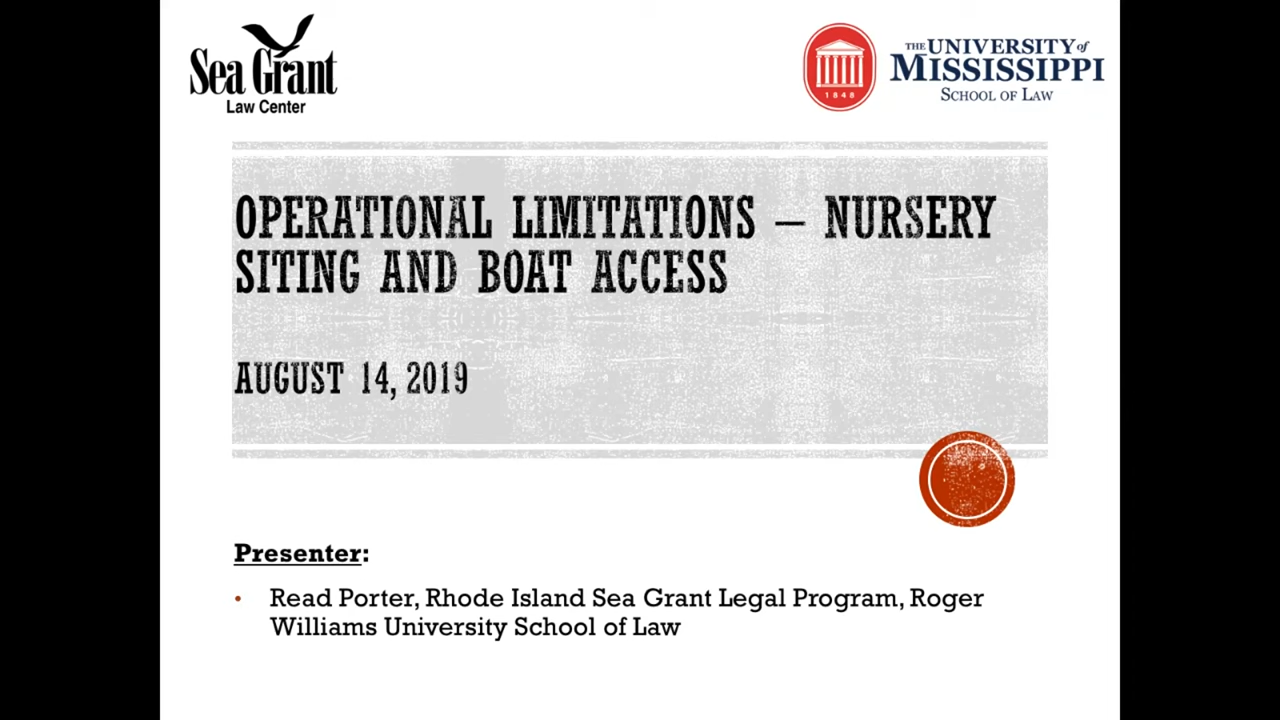 Sea Grant
Law Center
THE UNIVERSITY of
MISSISSIPPI
SCHOOL OF LAW
1848
OPERATIONAL LIMITATIONS – NURSERY
SITING AND BOAT ACCESS
AUGUST 14, 2019
Presenter:
• Read Porter, Rhode Island Sea Grant Legal Program, Roger
Williams University School of Law